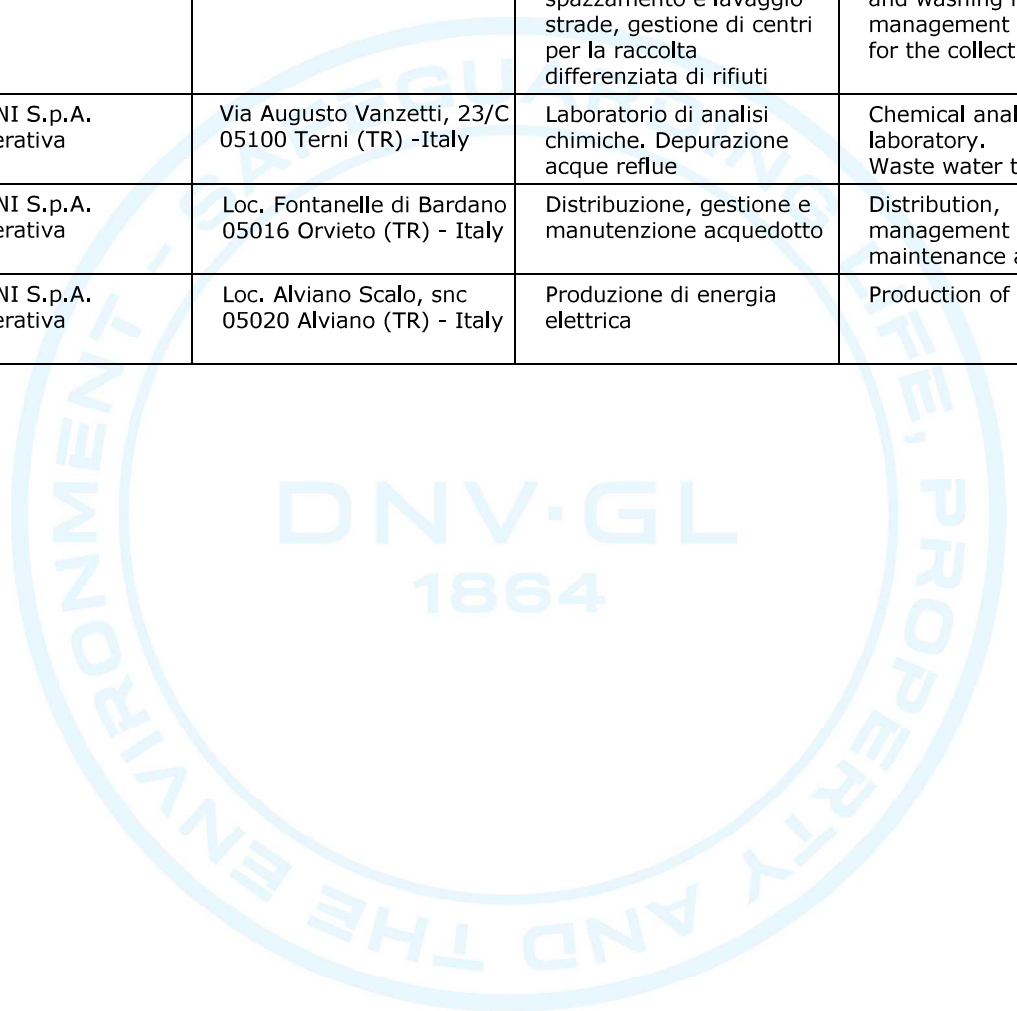 spazzamento e lavaggio
strade, gestione di centri
per la raccolta
differenziata di rifiuti
and washing
management
for the collect
NI S.p.A.
erativa
Via Augusto Vanzetti, 23/C
05100 Terni (TR) -Italy
Laboratorio di analisi
chimiche. Depurazione
acque reflue
Chemical anal
laboratory.
Waste water t
NI S.p.A.
erativa
Loc. Fontanelle di Bardano
05016 Orvieto (TR) - Italy
Distribuzione, gestione e
manutenzione acquedotto
Distribution,
management
maintenance a
NI S.p.A.
erativa
Loc. Alviano Scalo, snc
05020 Alviano (TR) - Italy
Produzione di energia
elettrica
Production of
SAFEGUARDING LIFE, PROPERTY AND THE ENVIRONMENT -
DNV·GL
1864